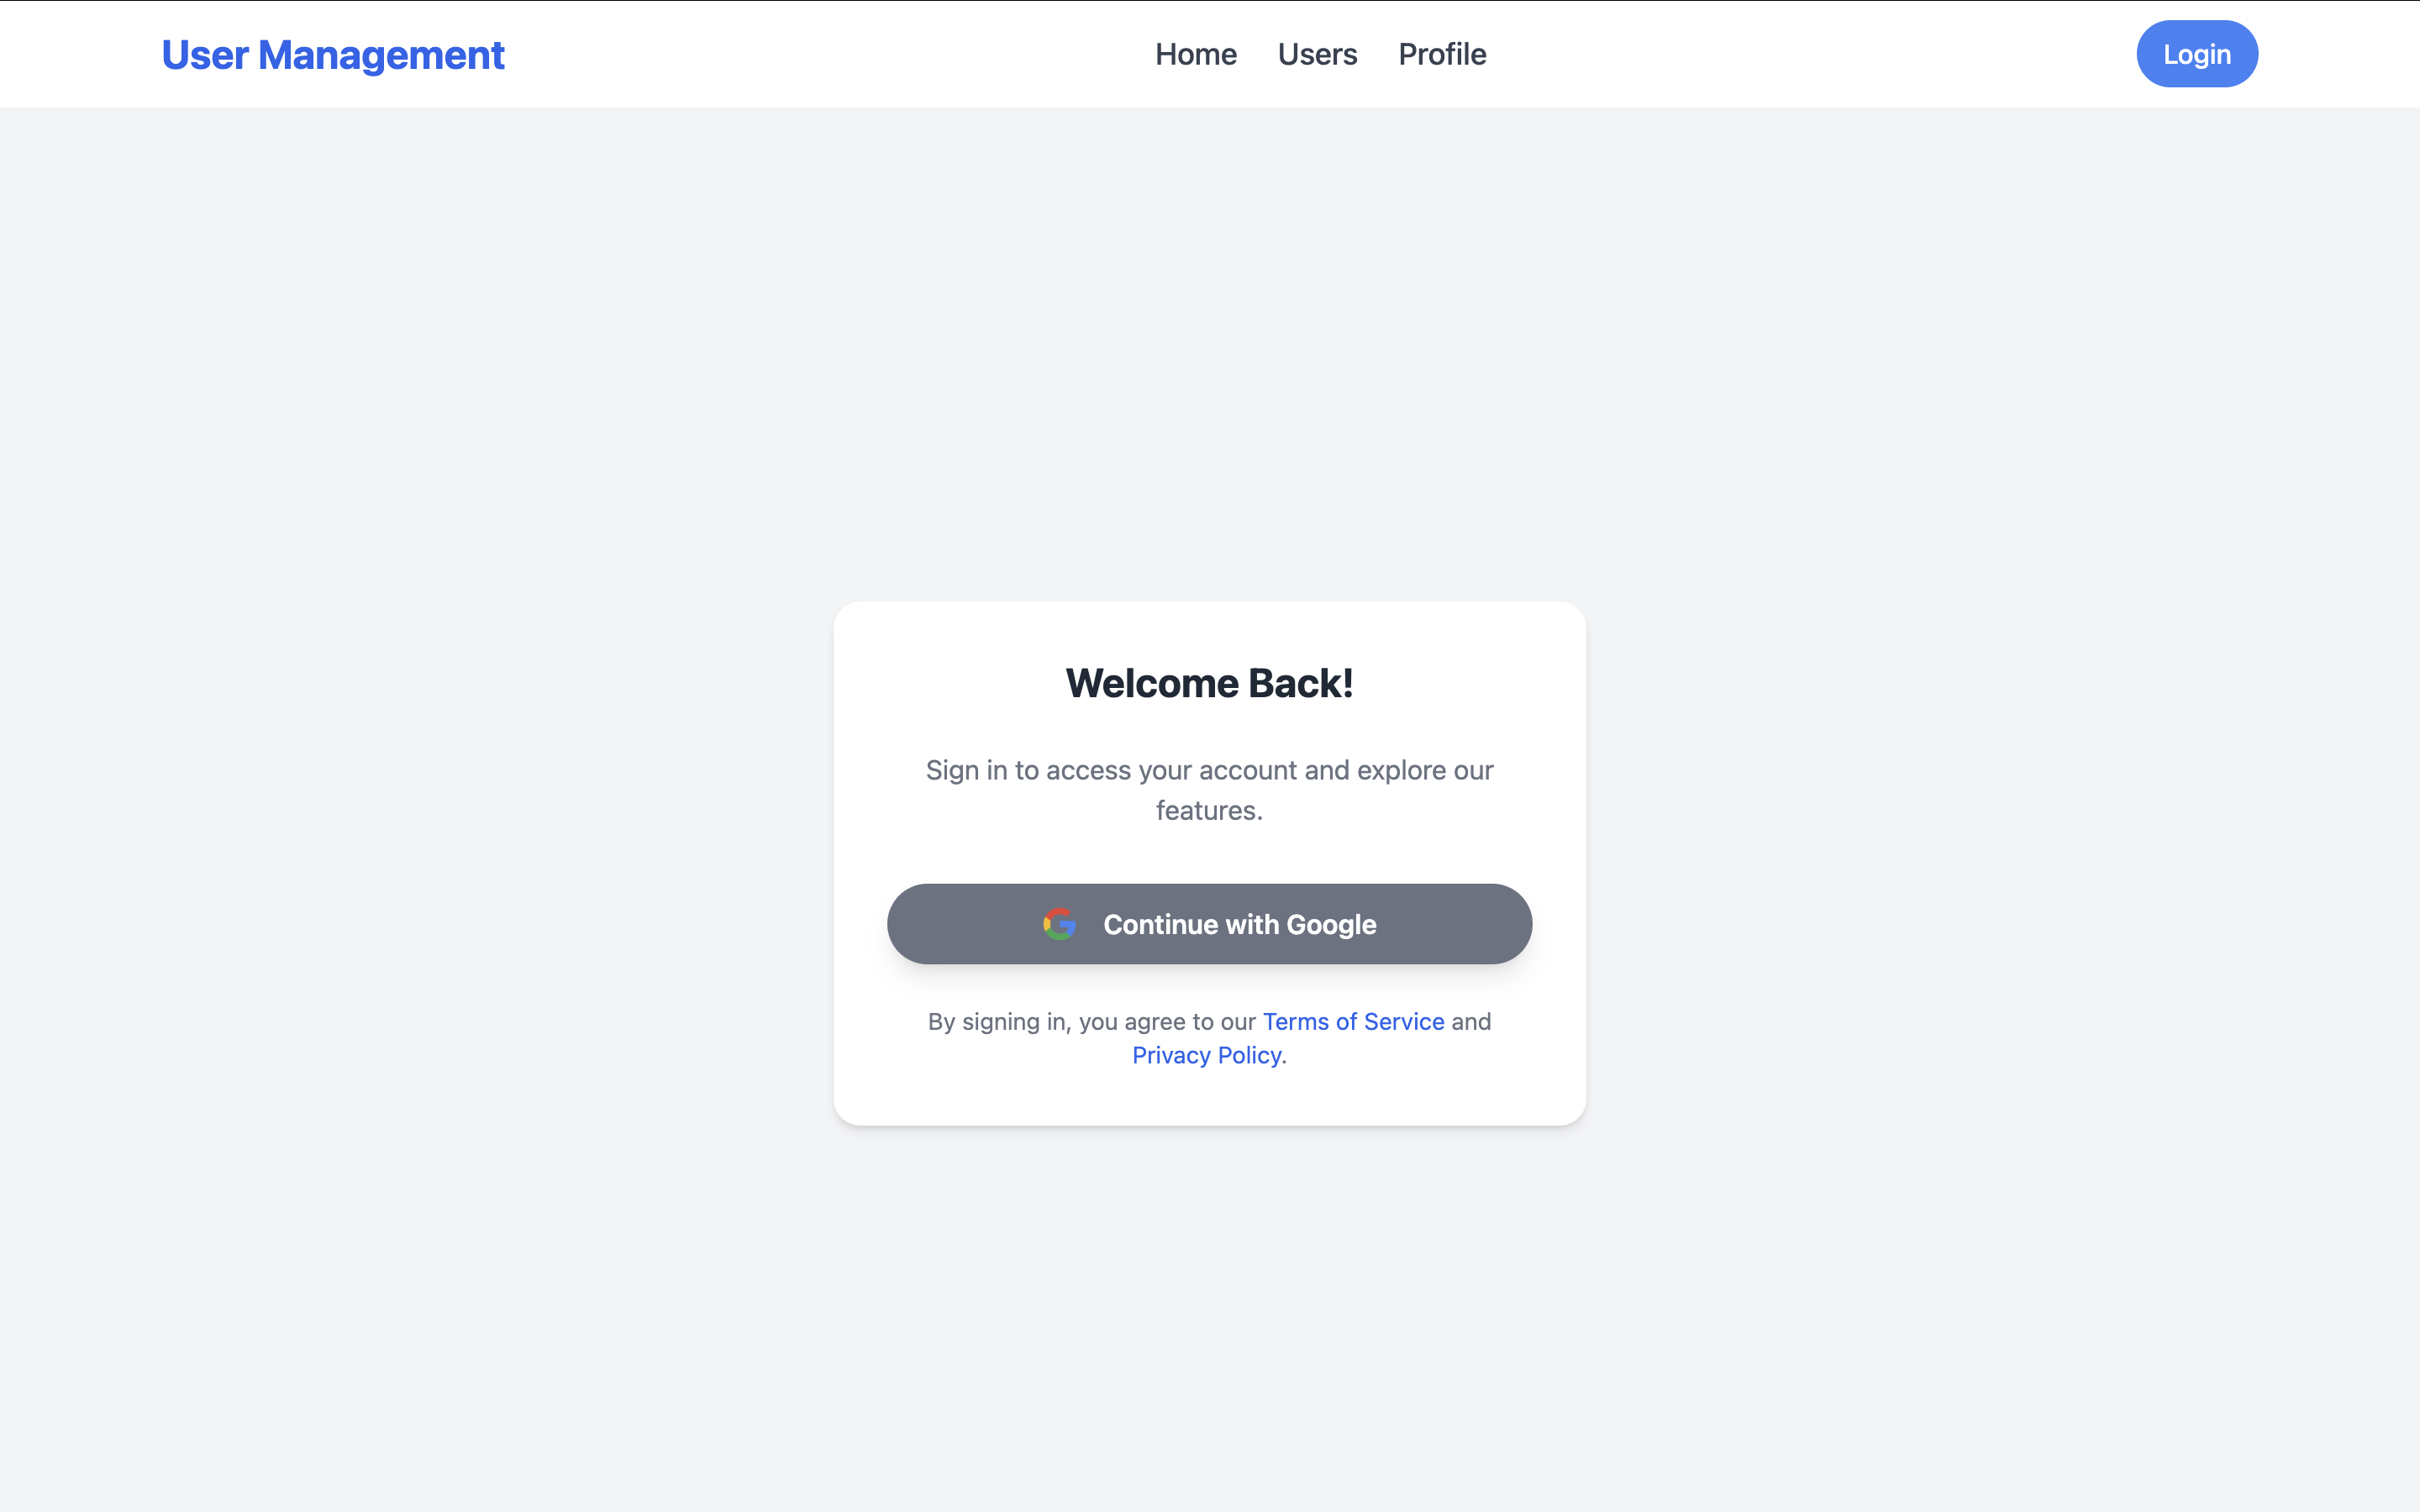 User Management
Home Users Profile
Login
Welcome Back!
Sign in to access your account and explore our
features.
Continue with Google
By signing in, you agree to our Terms of Service and
Privacy Policy.